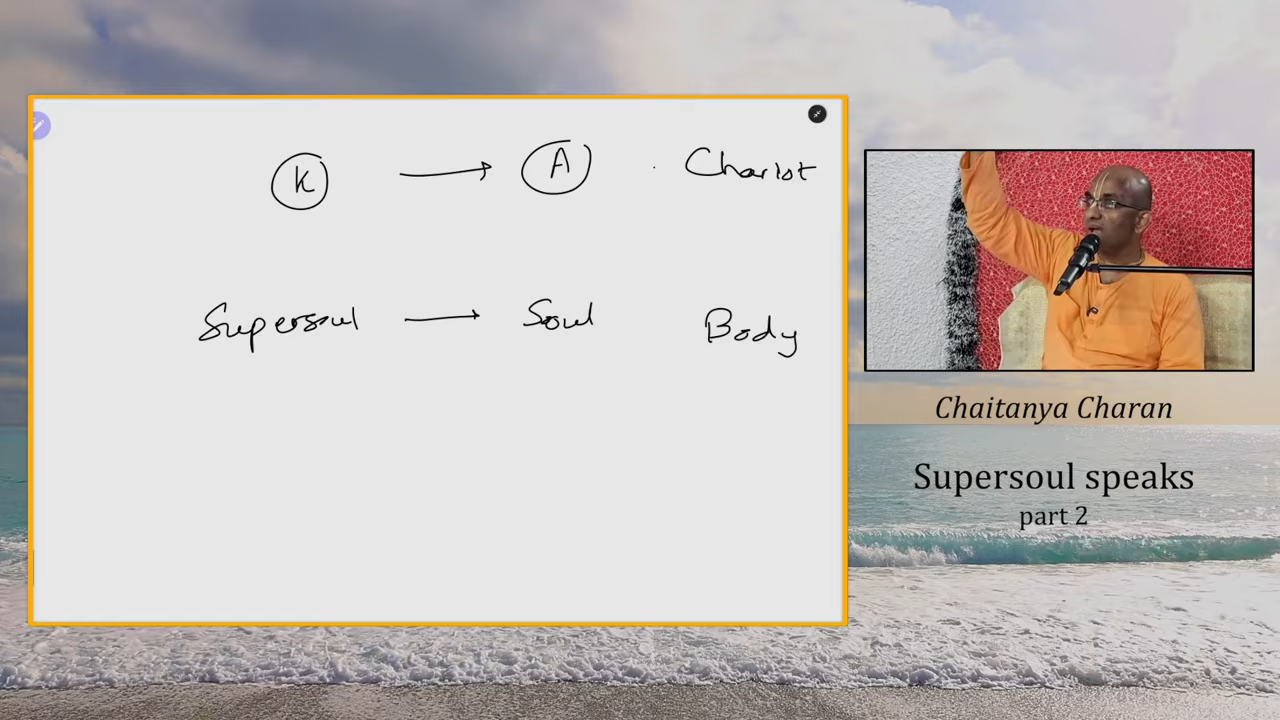 K → A . Chariot
Supersoul → Soul Body
Chaitanya Charan
Supersoul speaks
part 2